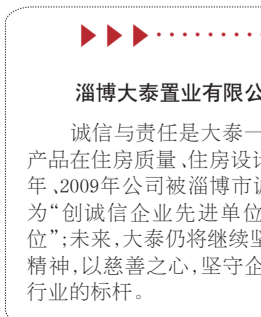 淄博大泰置业有限公
诚信与责任是大泰一
产品在住房质量、住房设计
年、2009年公司被淄博市诚
为“创诚信企业先进单位
位”;未来,大泰仍将继续坚
精神,以慈善之心,坚守企
行业的标杆。